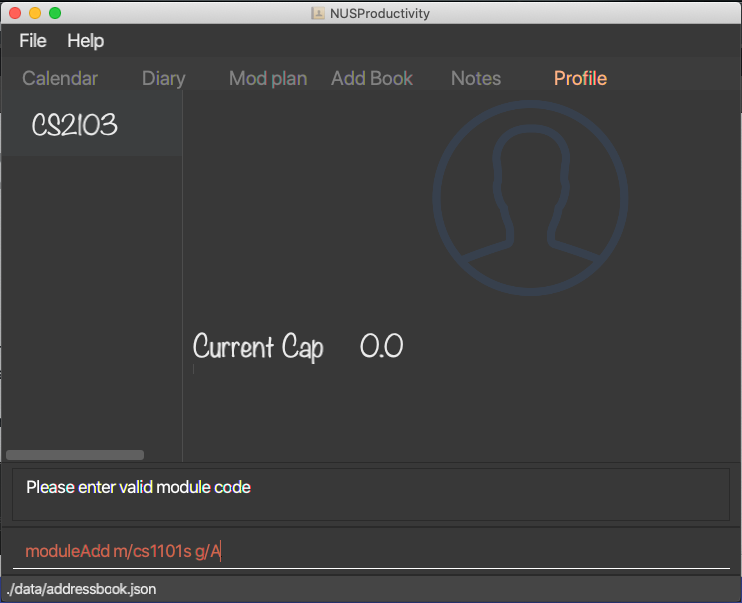 NUSProductivity
File Help
Calendar Diary Mod plan Add Book Notes Profile
CS2103
Current Cap 0.0
Please enter valid module code
moduleAdd m/cs1101s g/A
./data/addressbook.json